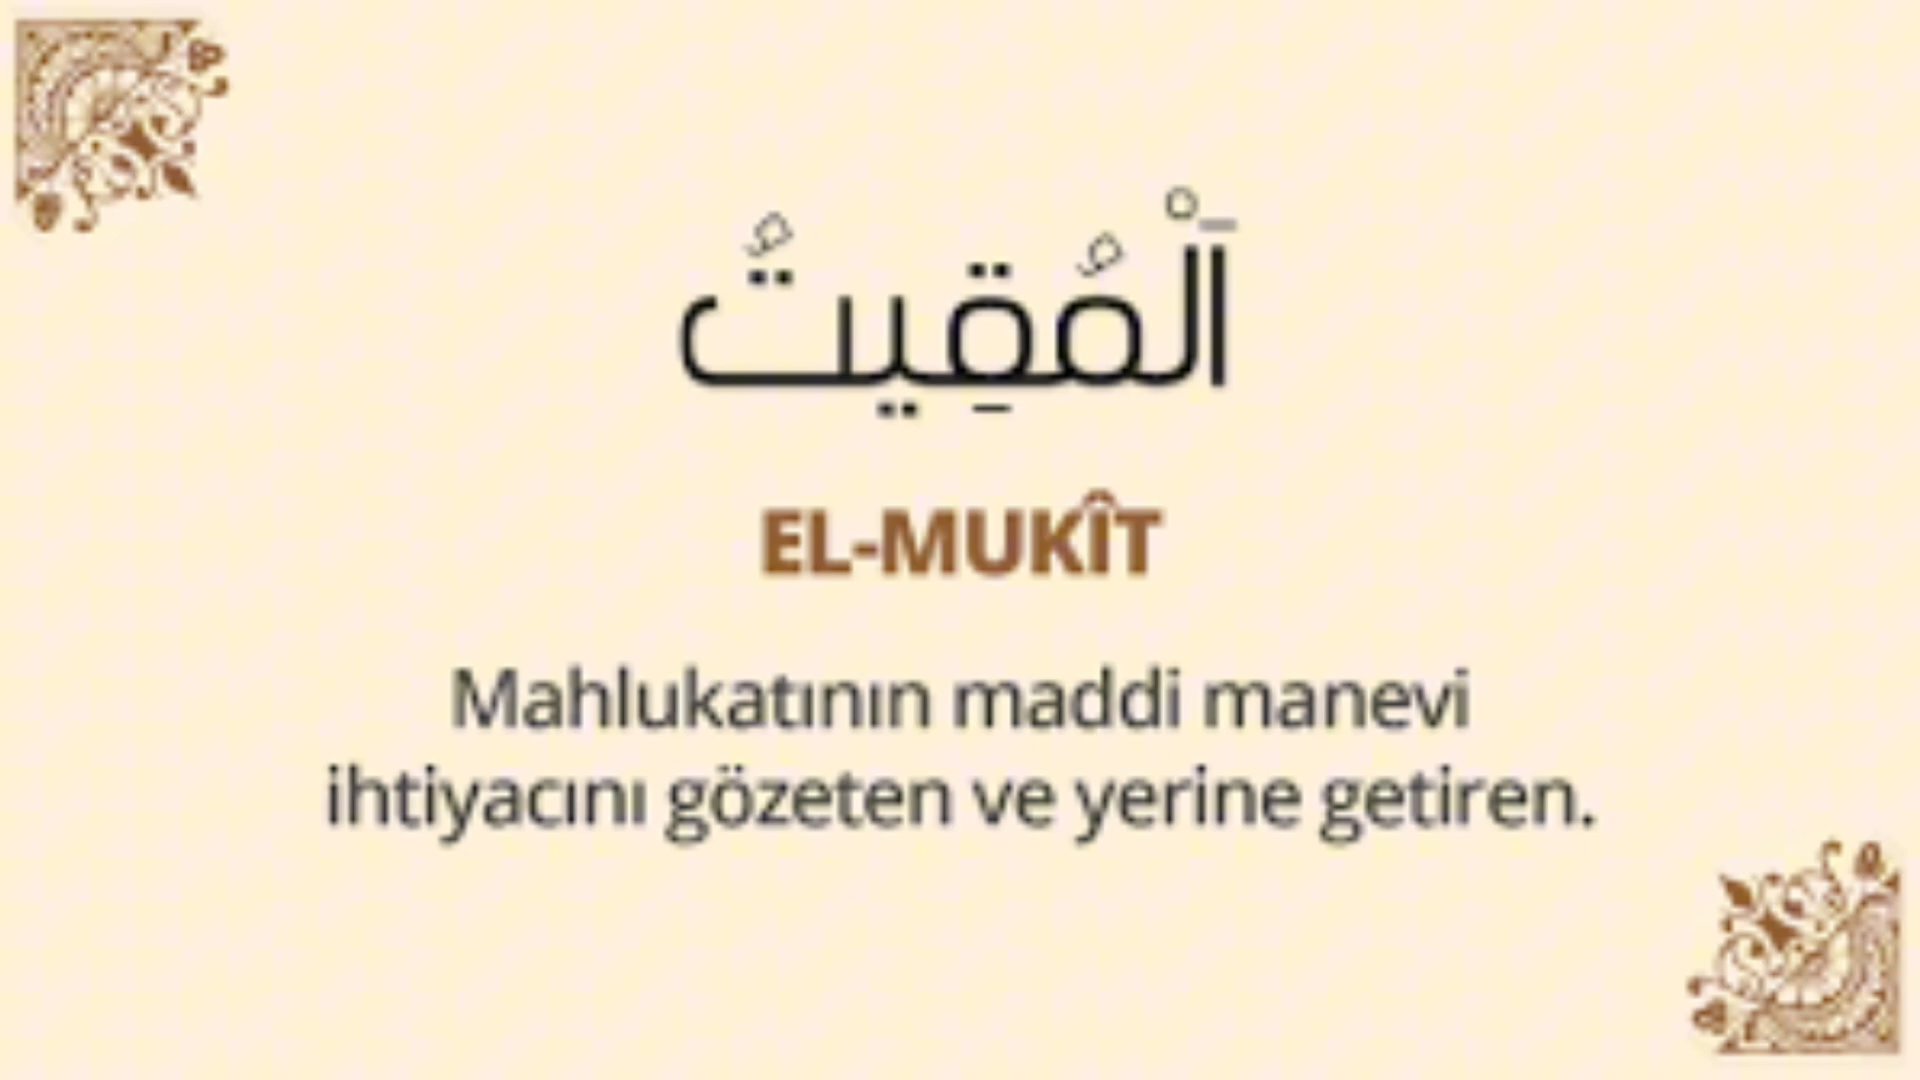 اَلْمُقِيتُ
EL-MUKÎT
Mahlukatının maddi manevi
ihtiyacını gözeten ve yerine getiren.